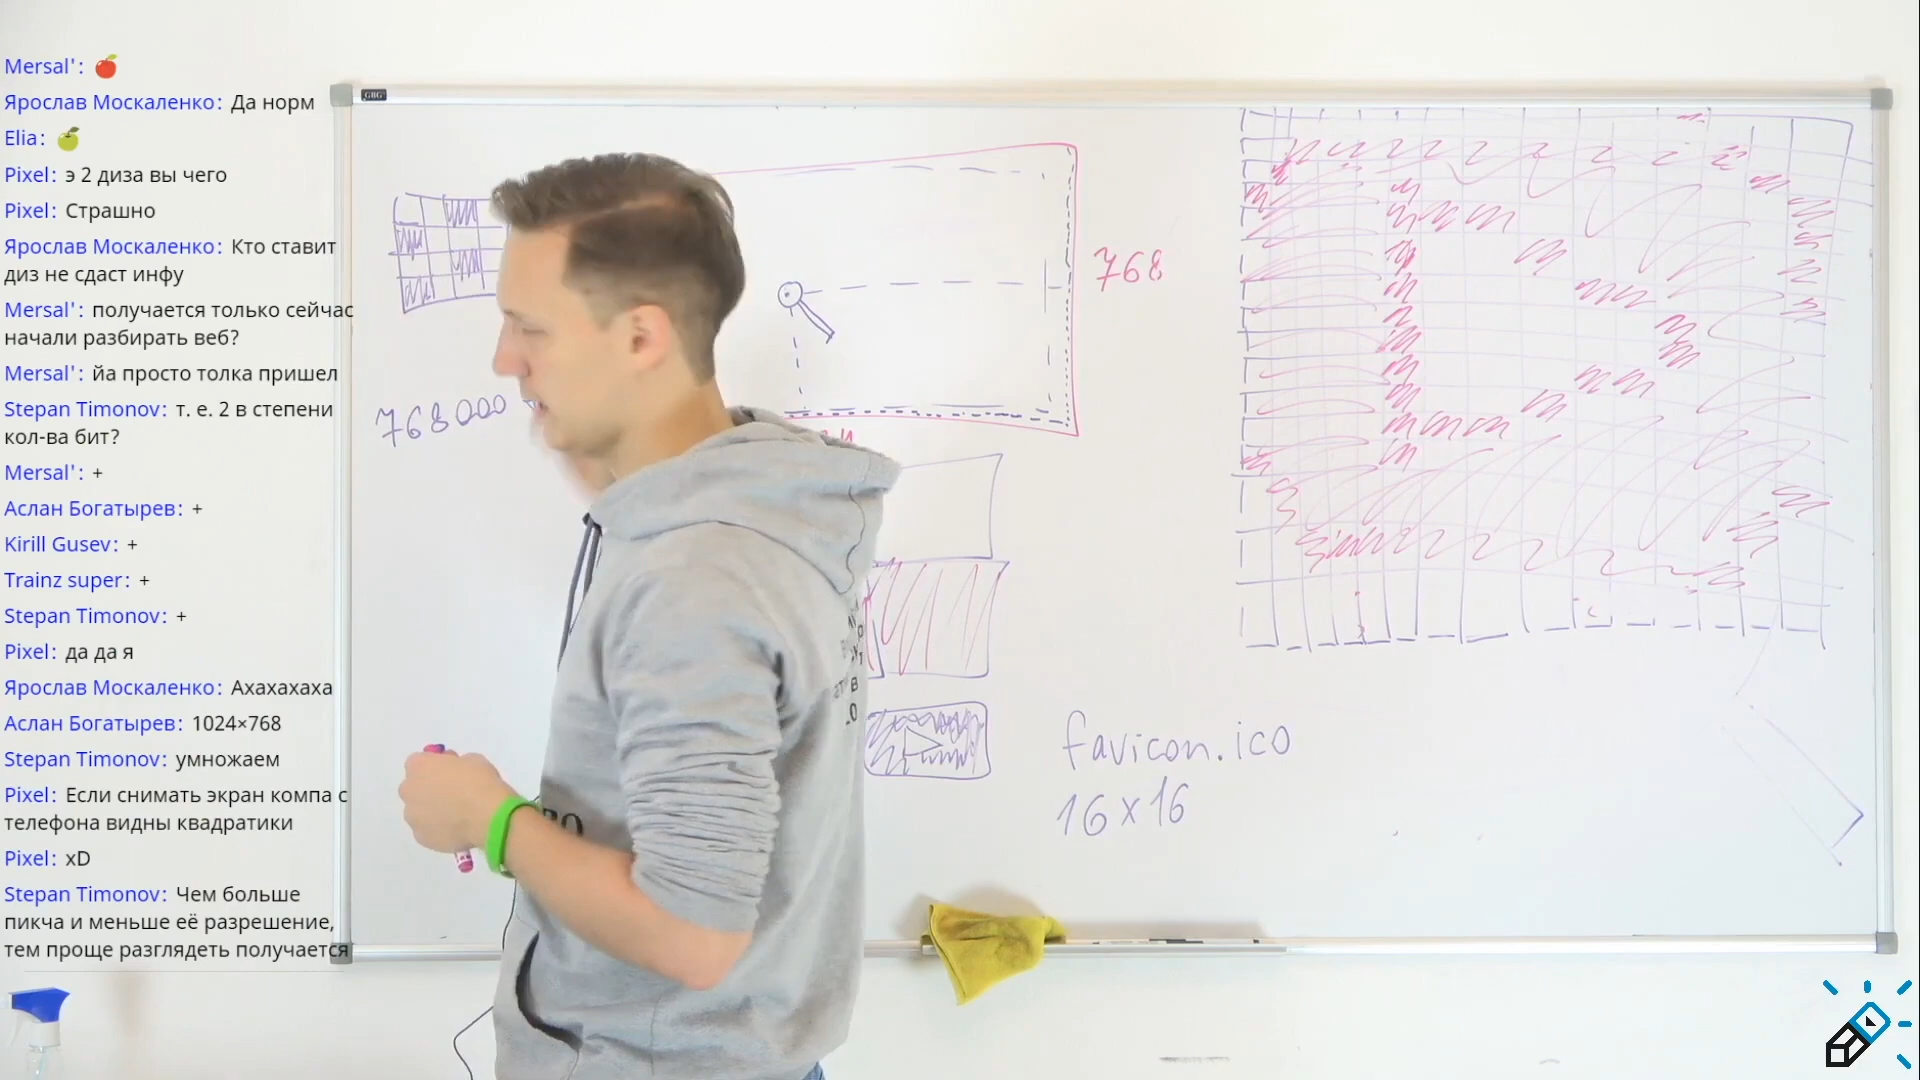 Mersal':
Ярослав Москаленко: Да норм
Elia:
Pixel: э 2 диза вы чего
Pixel: Страшно
Ярослав Москаленко: Кто ставит
диз не сдаст инфу
Mersal': получается только сейчас
начали разбирать веб?
Mersal': йа просто толка пришел
Stepan Timonov: т. е. 2 в степени
кол-ва бит?
Mersal': +
Аслан Богатырев: +
Kirill Gusev: +
Trainz super: +
Stepan Timonov: +
Pixel: да да я
Ярослав Москаленко: Ахахахаха
Аслан Богатырев: 1024×768
Stepan Timonov: умножаем
Pixel: Если снимать экран компа с
телефона видны квадратики
Pixel: xD
Stepan Timonov: Чем больше
пикча и меньше её разрешение,
тем проще разглядеть получается
GBG
768
768000
favicon.ico
16x16